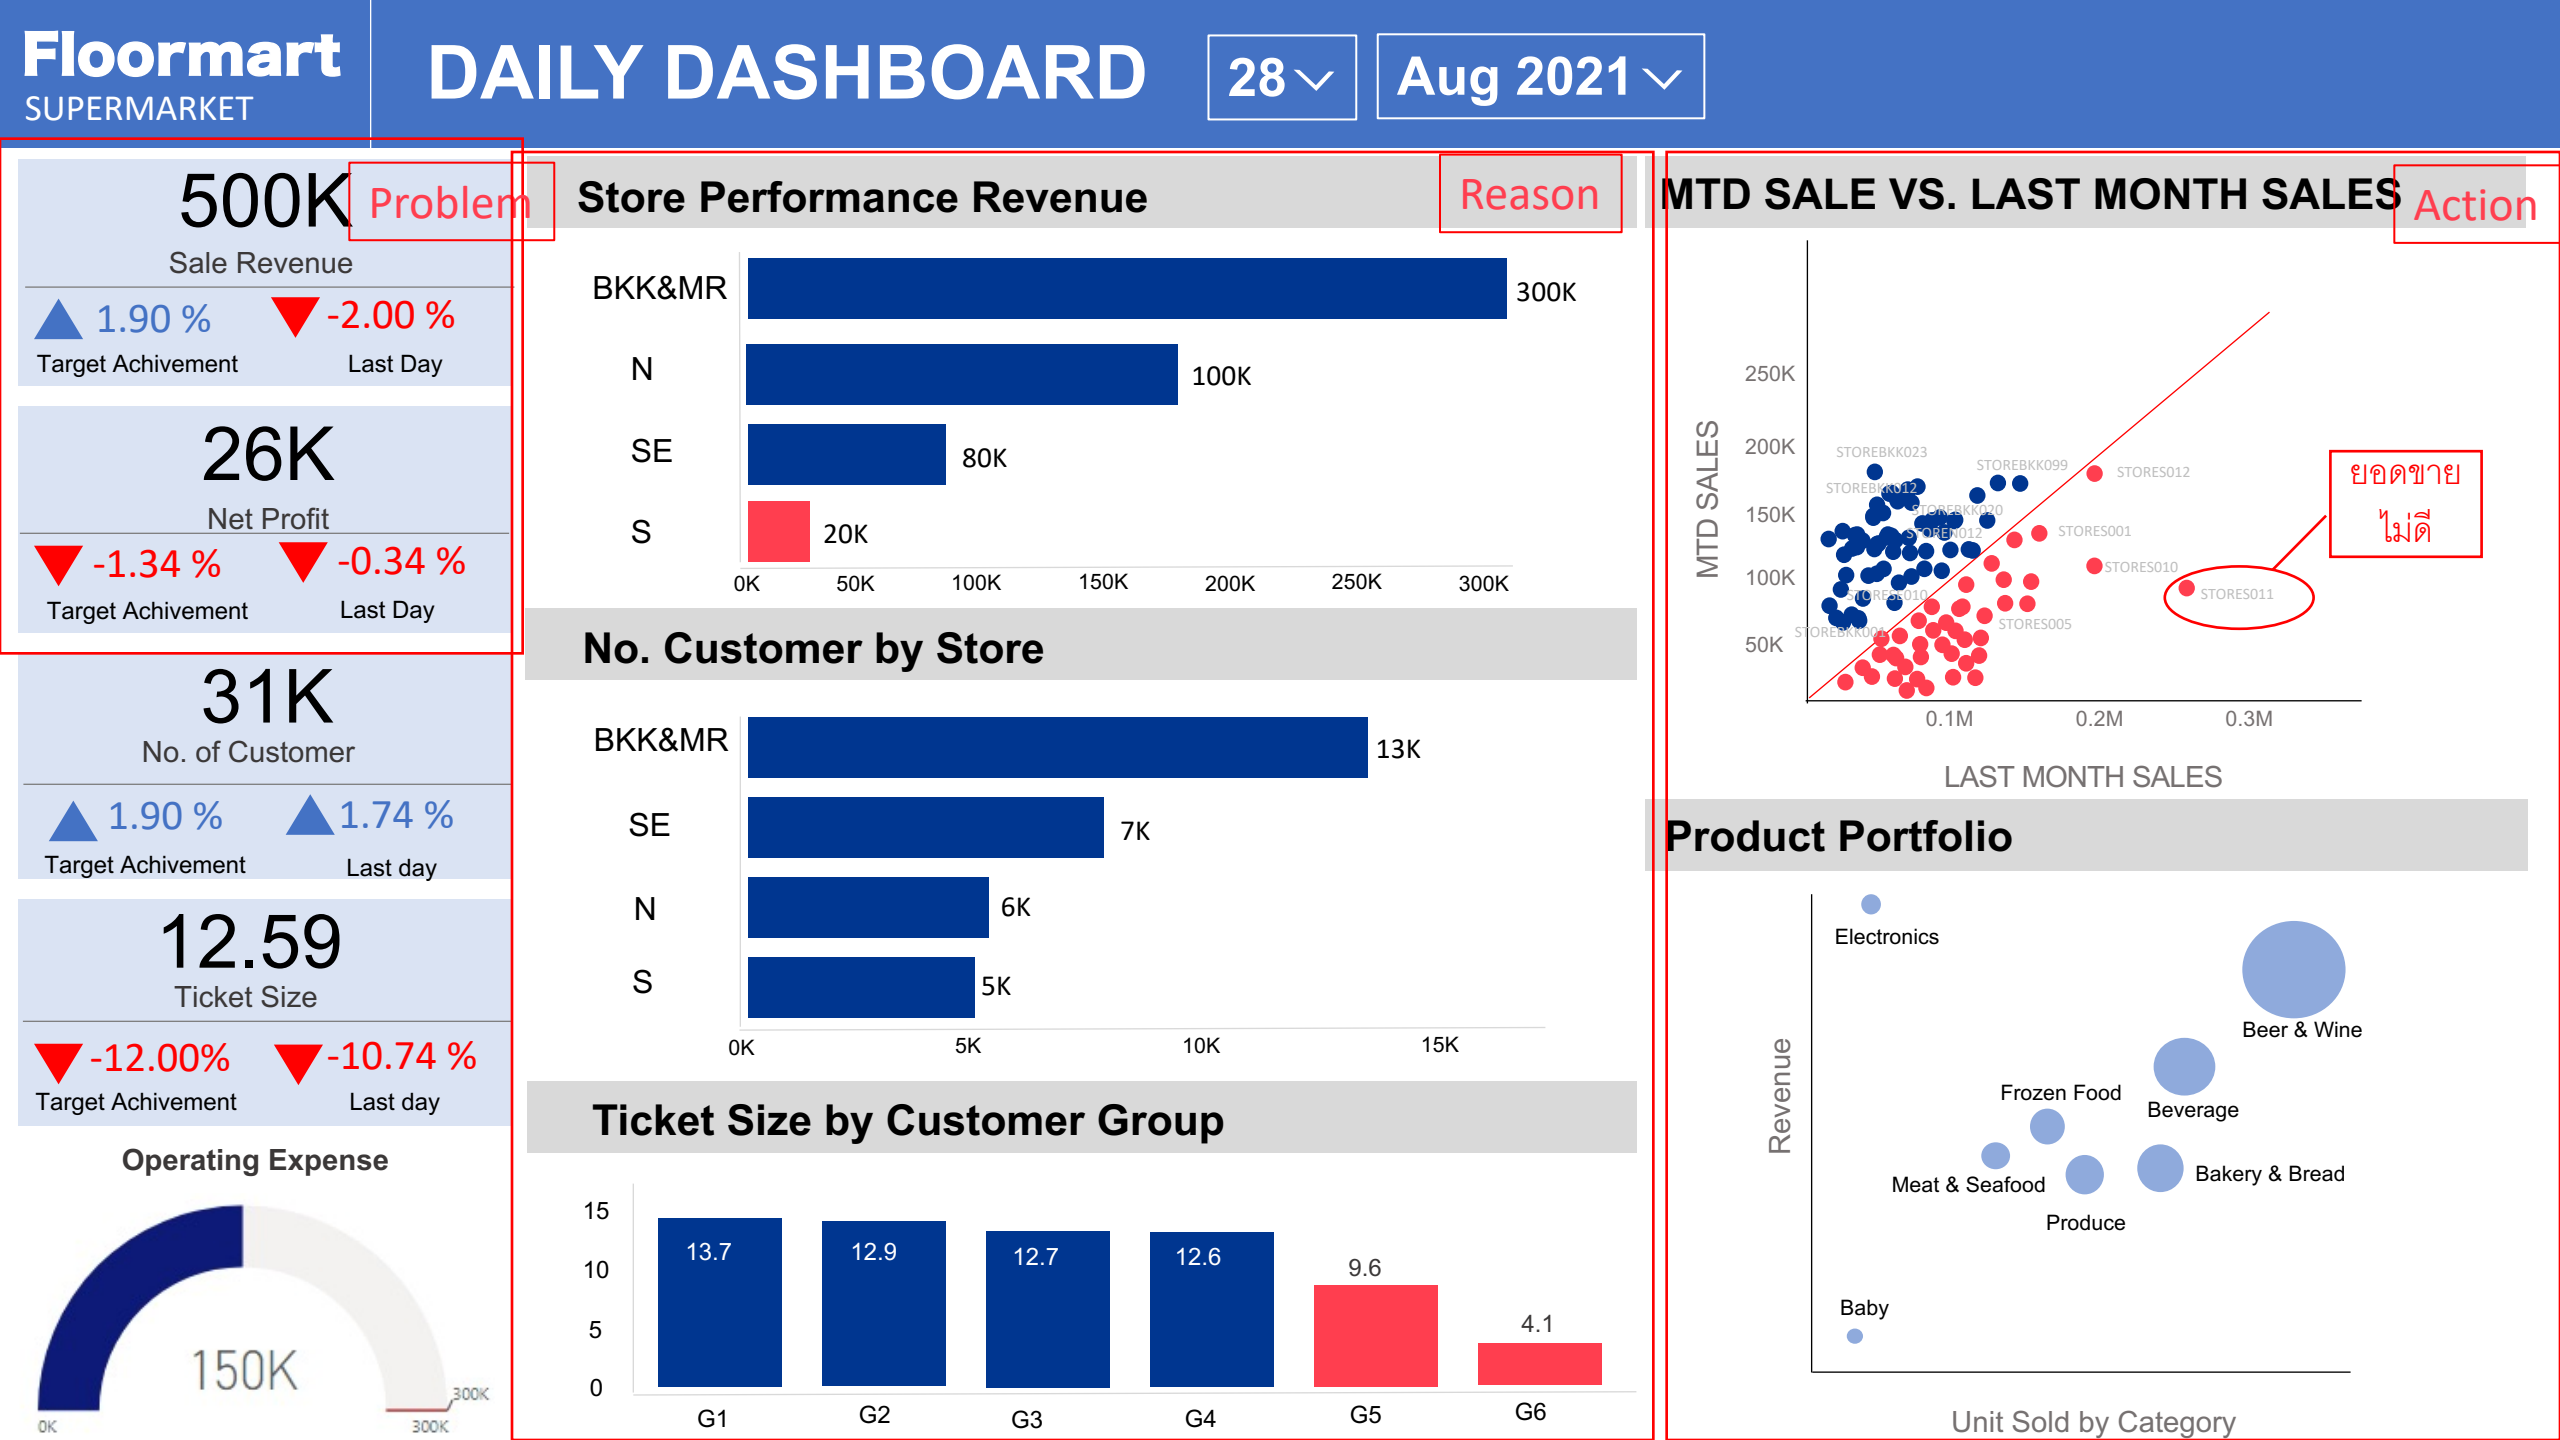 Floormart
SUPERMARKET
DAILY DASHBOARD
28
Aug 2021
500K
Problem
Sale Revenue
1.90 %
-2.00 %
Target Achivement
Last Day
26K
Net Profit
-1.34 %
-0.34 %
Target Achivement
Last Day
31K
No. of Customer
1.90 %
1.74 %
Target Achivement
Last day
12.59
Ticket Size
-12.00%
-10.74 %
Target Achivement
Last day
Operating Expense
150K
0K
300K
300K
Store Performance Revenue
Reason
BKK&MR
300K
N
100K
SE
80K
S
20K
0K
50K
100K
150K
200K
250K
300K
No. Customer by Store
BKK&MR
13K
SE
7K
N
6K
S
5K
0K
5K
10K
15K
Ticket Size by Customer Group
15
10
5
0
13.7
12.9
12.7
12.6
9.6
4.1
G1
G2
G3
G4
G5
G6
MTD SALE VS. LAST MONTH SALES
Action
MTD SALES
250K
200K
150K
100K
50K
STOREBKK023
STOREBKK099
STORES012
STOREBKK012
STOREBKK020
STOREN012
STORES001
STORES010
STORESE010
STORES011
STORES005
STOREBKK001
ยอดขาย
ไม่ดี
0.1M
0.2M
0.3M
LAST MONTH SALES
Product Portfolio
Revenue
Electronics
Beer & Wine
Frozen Food
Beverage
Meat & Seafood
Bakery & Bread
Produce
Baby
Unit Sold by Category